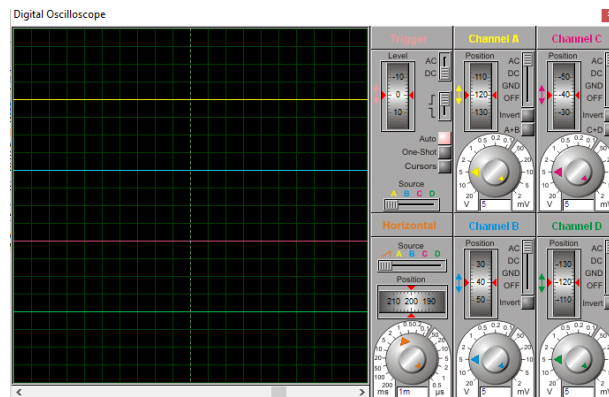 Digital Oscilloscope
Trigger
Level
-10
0
10
AC
DC
Auto
One-Shot
Cursors
Source
A B C D
Channel A
Position
110
120
130
AC
DC
GND
OFF
Invert
A+B
V 5 mV
Channel C
Position
-50
-40
-30
AC
DC
GND
OFF
Invert
C+D
V 5 mV
Horizontal
Source
A B C D
Position
210 200 190
ms 1m µs
Channel B
Position
30
40
50
AC
DC
GND
OFF
Invert
V 5 mV
Channel D
Position
-130
-120
-110
AC
DC
GND
OFF
Invert
V 5 mV